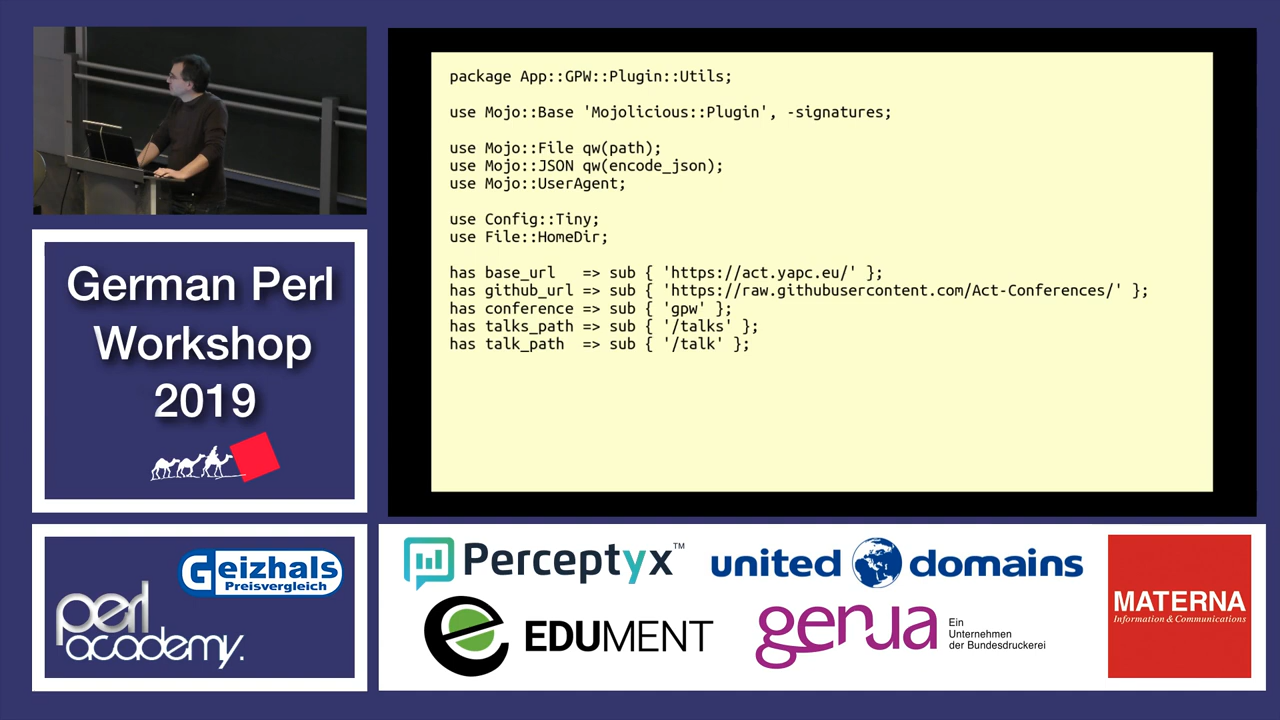 package App::GPW::Plugin::Utils;
use Mojo::Base 'Mojolicious::Plugin', -signatures;
use Mojo::File qw(path);
use Mojo::JSON qw(encode_json);
use Mojo::UserAgent;
use Config::Tiny;
use File::HomeDir;
has base_url   => sub { 'https://act.yapc.eu/' };
has github_url => sub { 'https://raw.githubusercontent.com/Act-Conferences/' };
has conference => sub { 'gpw' };
has talks_path => sub { '/talks' };
has talk_path  => sub { '/talk' };
German Perl
Workshop
2019
Geizhals
Preisvergleich
perl
academy.
Perceptyx™
united domains
EDUMENT
genua
Ein
Unternehmen
der Bundesdruckerei
MATERNA
Information & Communications